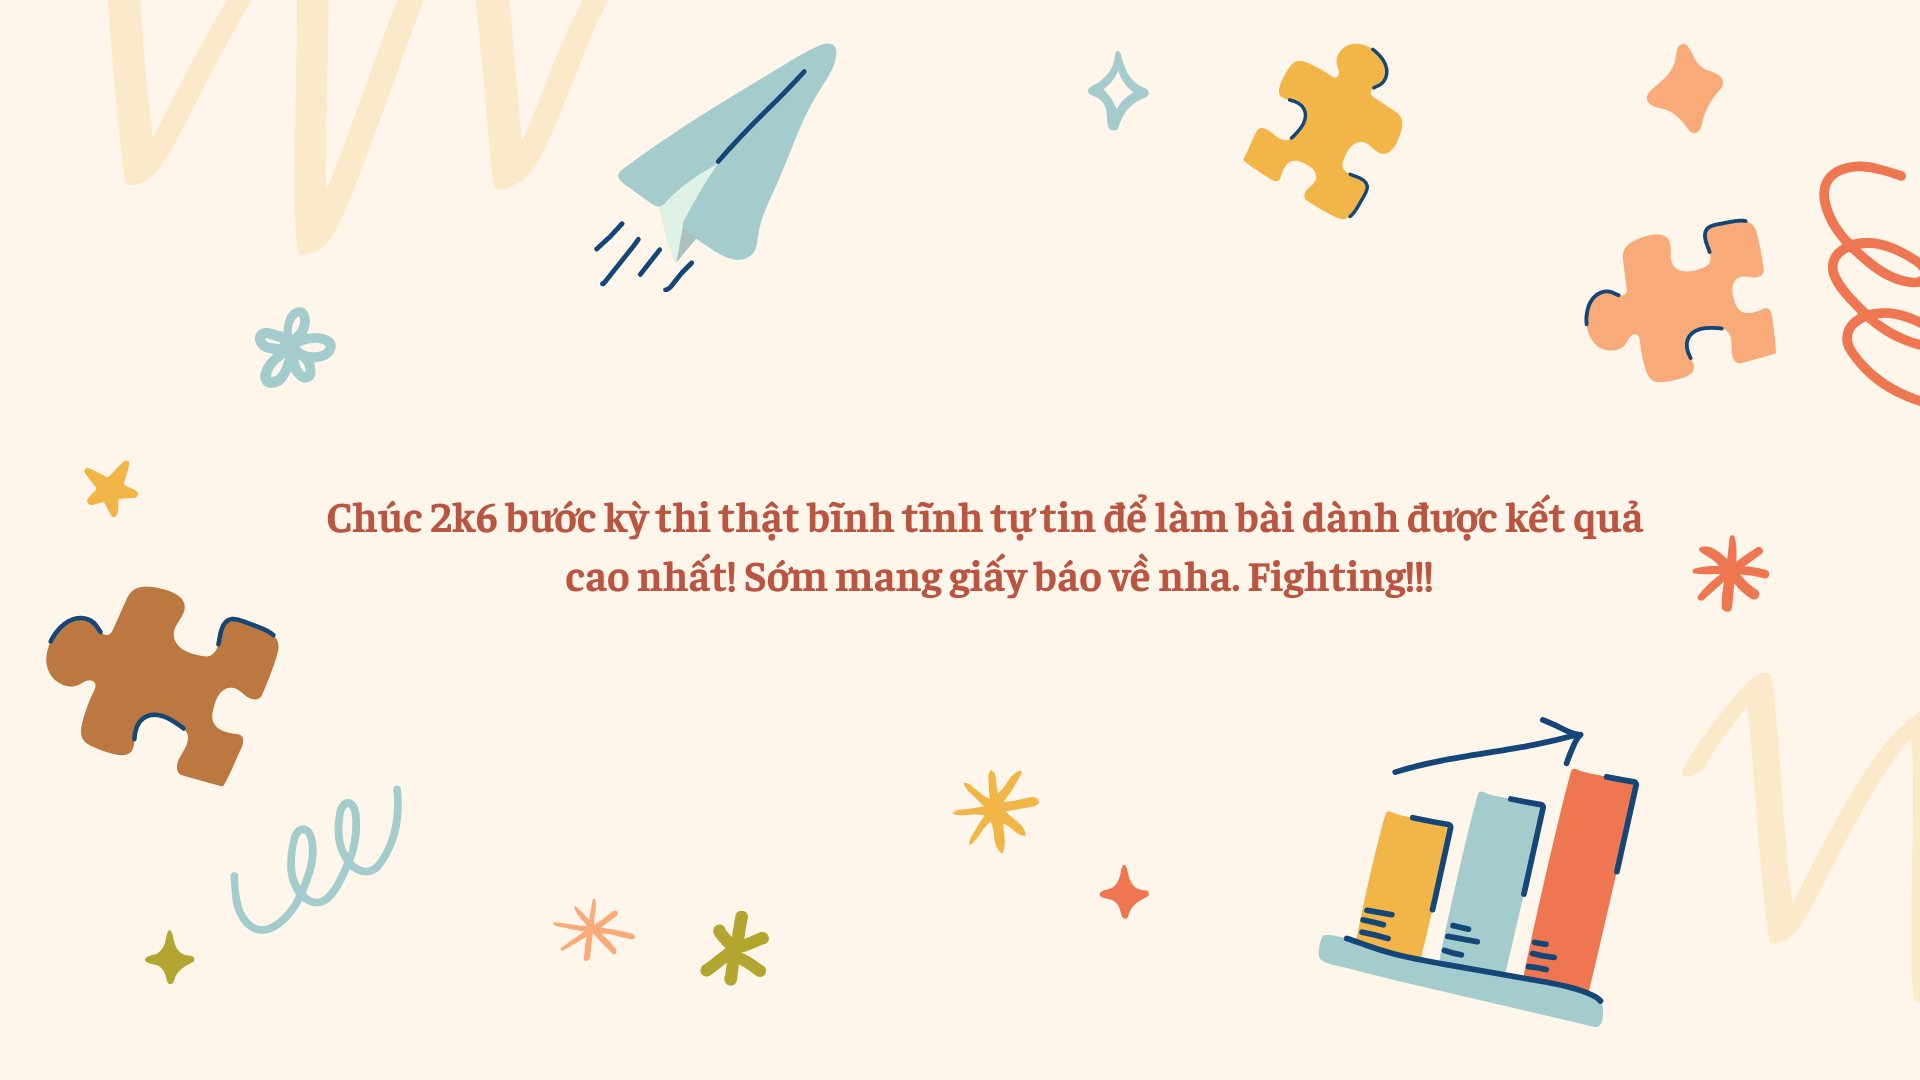 Chúc 2k6 bước kỳ thi thật bĩnh tĩnh tự tin để làm bài dành được kết quả
cao nhất! Sớm mang giấy báo về nha. Fighting!!!